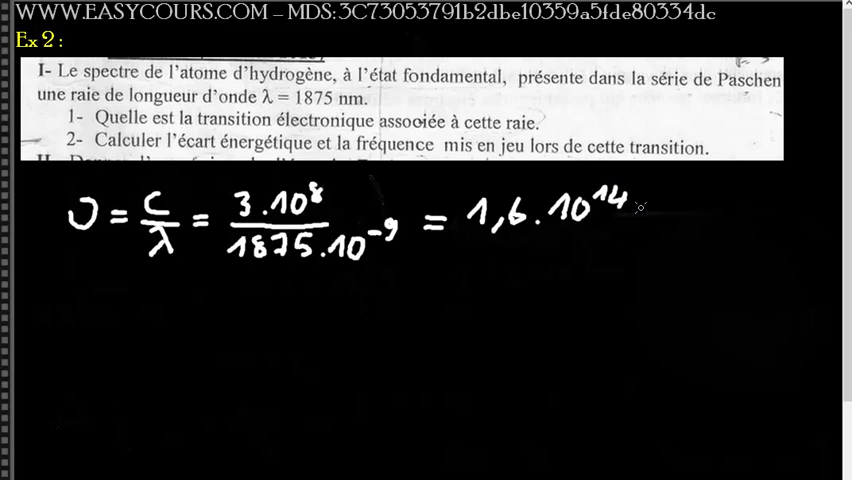 WWW.EASYCOURS.COM – MDS:3C73053791b2dbe10359a5fde80334dc
Ex 2 :
I- Le spectre de l'atome d'hydrogène, à l'état fondamental, présente dans la série de Paschen
une raie de longueur d'onde λ = 1875 nm.
1- Quelle est la transition électronique associée à cette raie.
2- Calculer l'écart énergétique et la fréquence mis en jeu lors de cette transition.
υ = c/λ = 3.10⁸/1875.10⁻⁹ = 1,6.10¹⁴